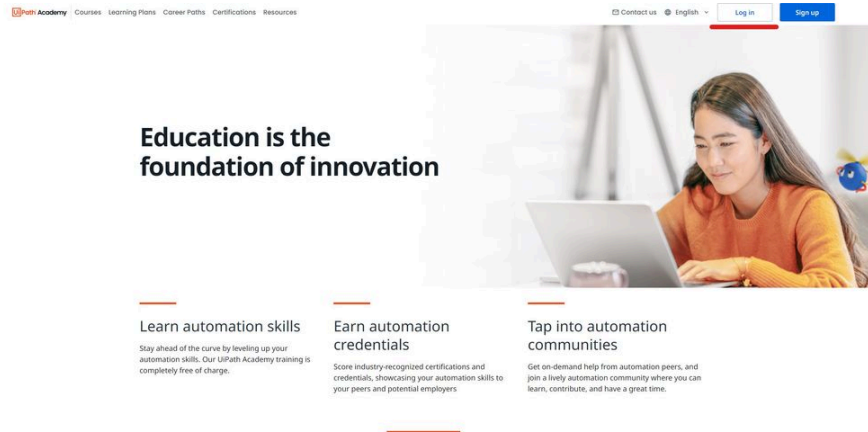 UiPath Academy
Courses Learning Plans Career Paths Certifications Resources
Contact us English Log in Sign up
Education is the
foundation of innovation
Learn automation skills
Stay ahead of the curve by leveling up your
automation skills. Our UiPath Academy training is
completely free of charge.
Earn automation
credentials
Score industry-recognized certifications and
credentials, showcasing your automation skills to
your peers and potential employers
Tap into automation
communities
Get on-demand help from automation peers, and
join a lively automation community where you can
learn, contribute, and have a great time.